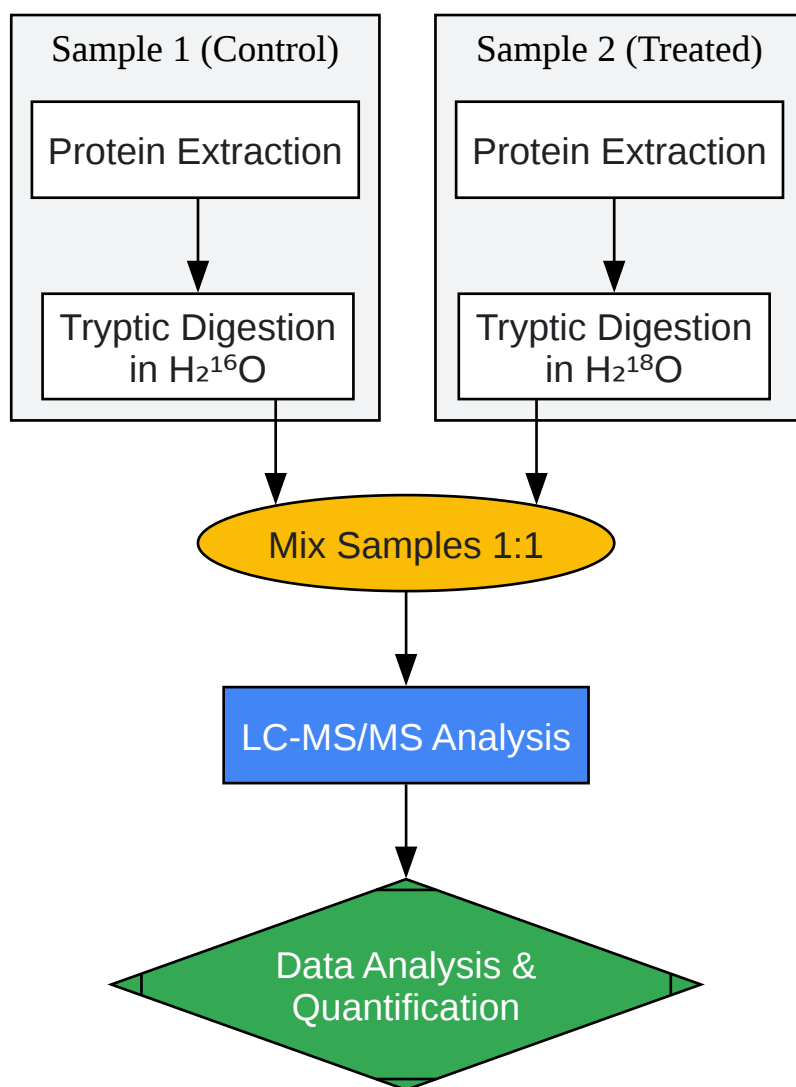 Sample 1 (Control)
Protein Extraction
Tryptic Digestion
in H₂¹⁶O
Sample 2 (Treated)
Protein Extraction
Tryptic Digestion
in H₂¹⁸O
Mix Samples 1:1
LC-MS/MS Analysis
Data Analysis &
Quantification